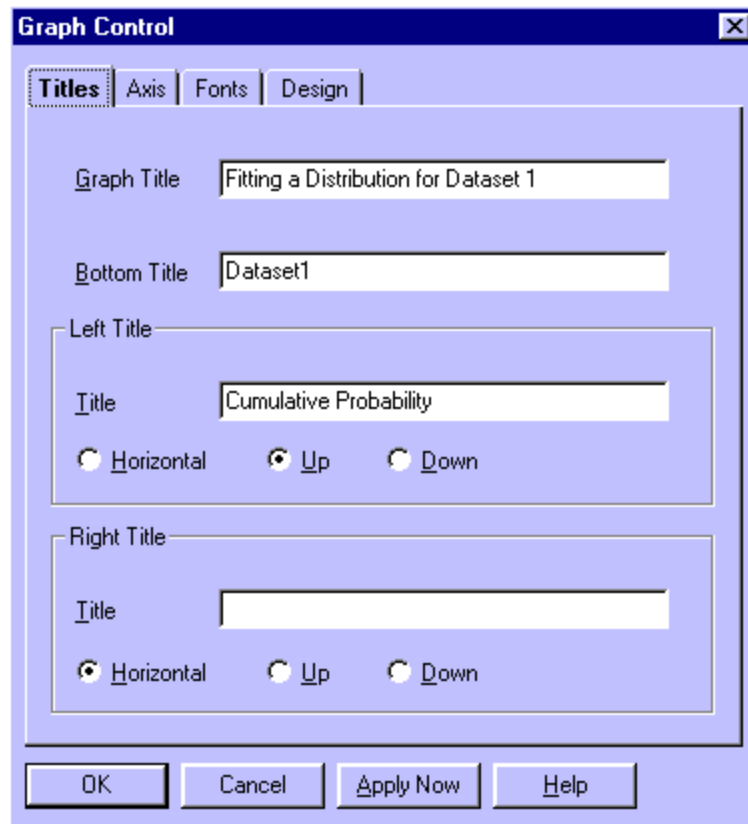 Graph Control
Titles Axis Fonts Design
Graph Title Fitting a Distribution for Dataset 1
Bottom Title Dataset1
Left Title
Title Cumulative Probability
Horizontal Up Down
Right Title
Title
Horizontal Up Down
OK Cancel Apply Now Help